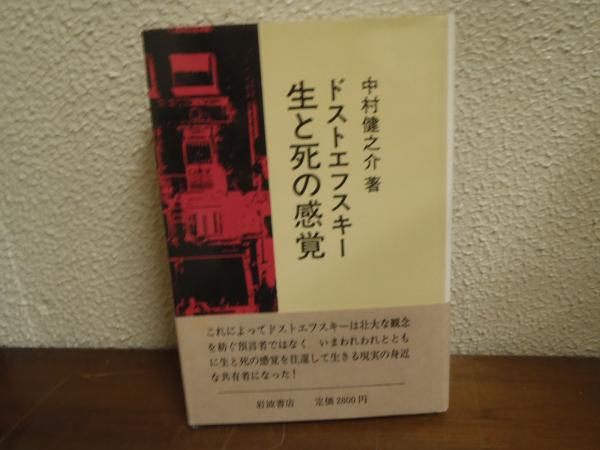 中村健之介 著
ドストエフスキー
生と死の感覚
これによってドストエフスキーは壮大な観念
を紡ぐ預言者ではなく いまわれわれととも
に生と死の感覚を往還して生きる現実の身近
な共有者になった!
岩波書店 定価2800円